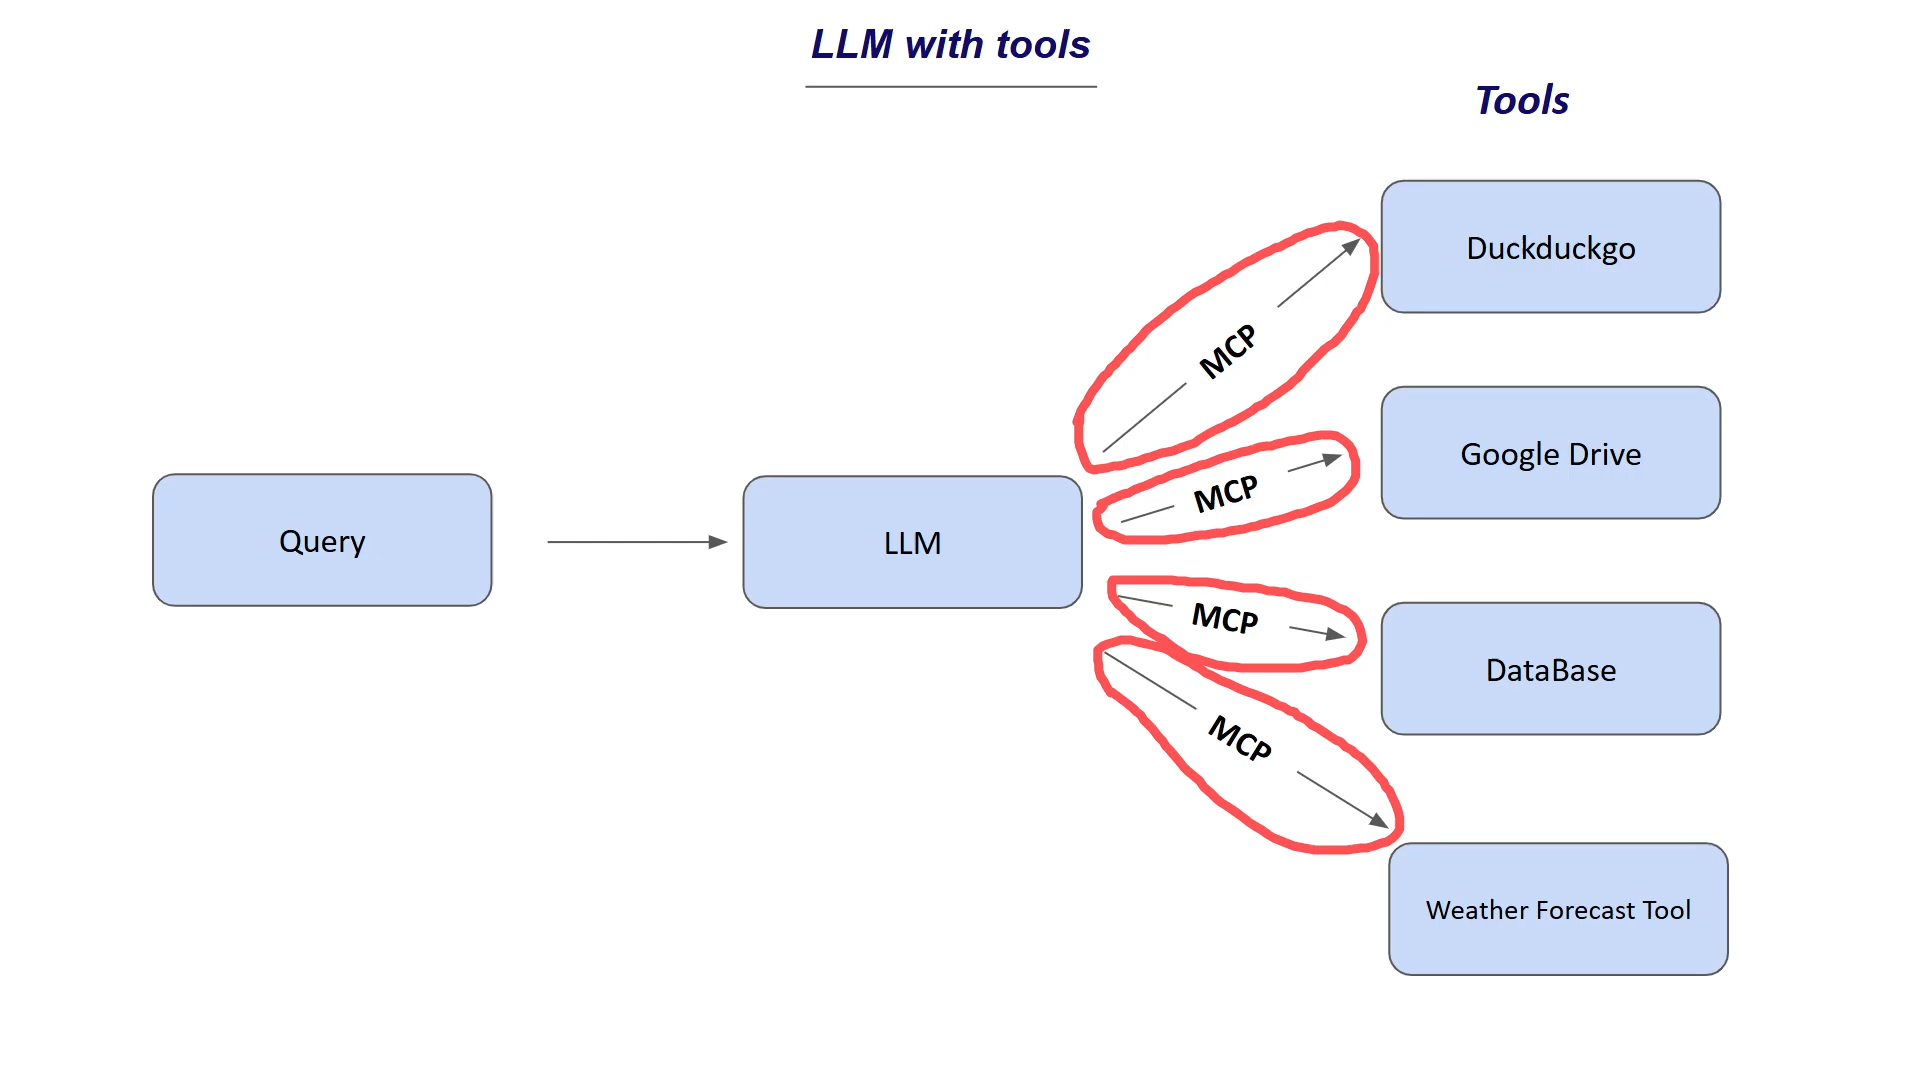 LLM with tools
Tools
Duckduckgo
MCP
Google Drive
MCP
Query
LLM
MCP
DataBase
MCP
Weather Forecast Tool